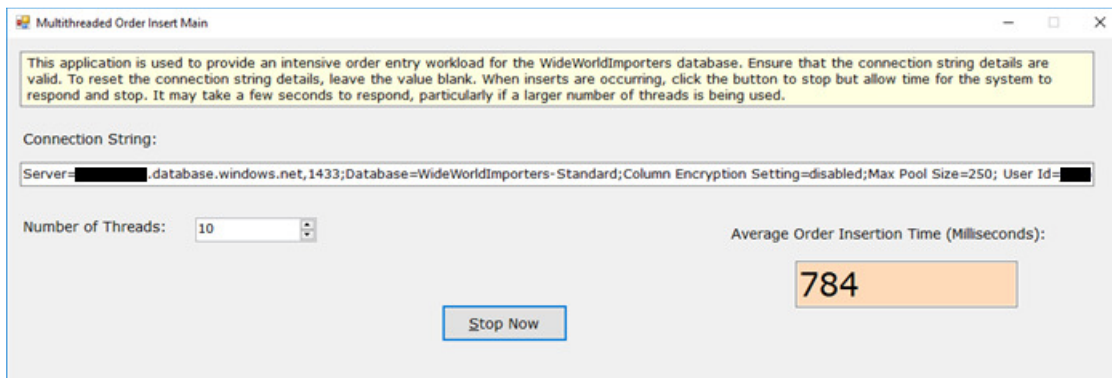 Multithreaded Order Insert Main
This application is used to provide an intensive order entry workload for the WideWorldImporters database. Ensure that the connection string details are
valid. To reset the connection string details, leave the value blank. When inserts are occurring, click the button to stop but allow time for the system to
respond and stop. It may take a few seconds to respond, particularly if a larger number of threads is being used.
Connection String:
Server= .database.windows.net,1433;Database=WideWorldImporters-Standard;Column Encryption Setting=disabled;Max Pool Size=250; User Id=
Number of Threads:
10
Average Order Insertion Time (Milliseconds):
784
Stop Now